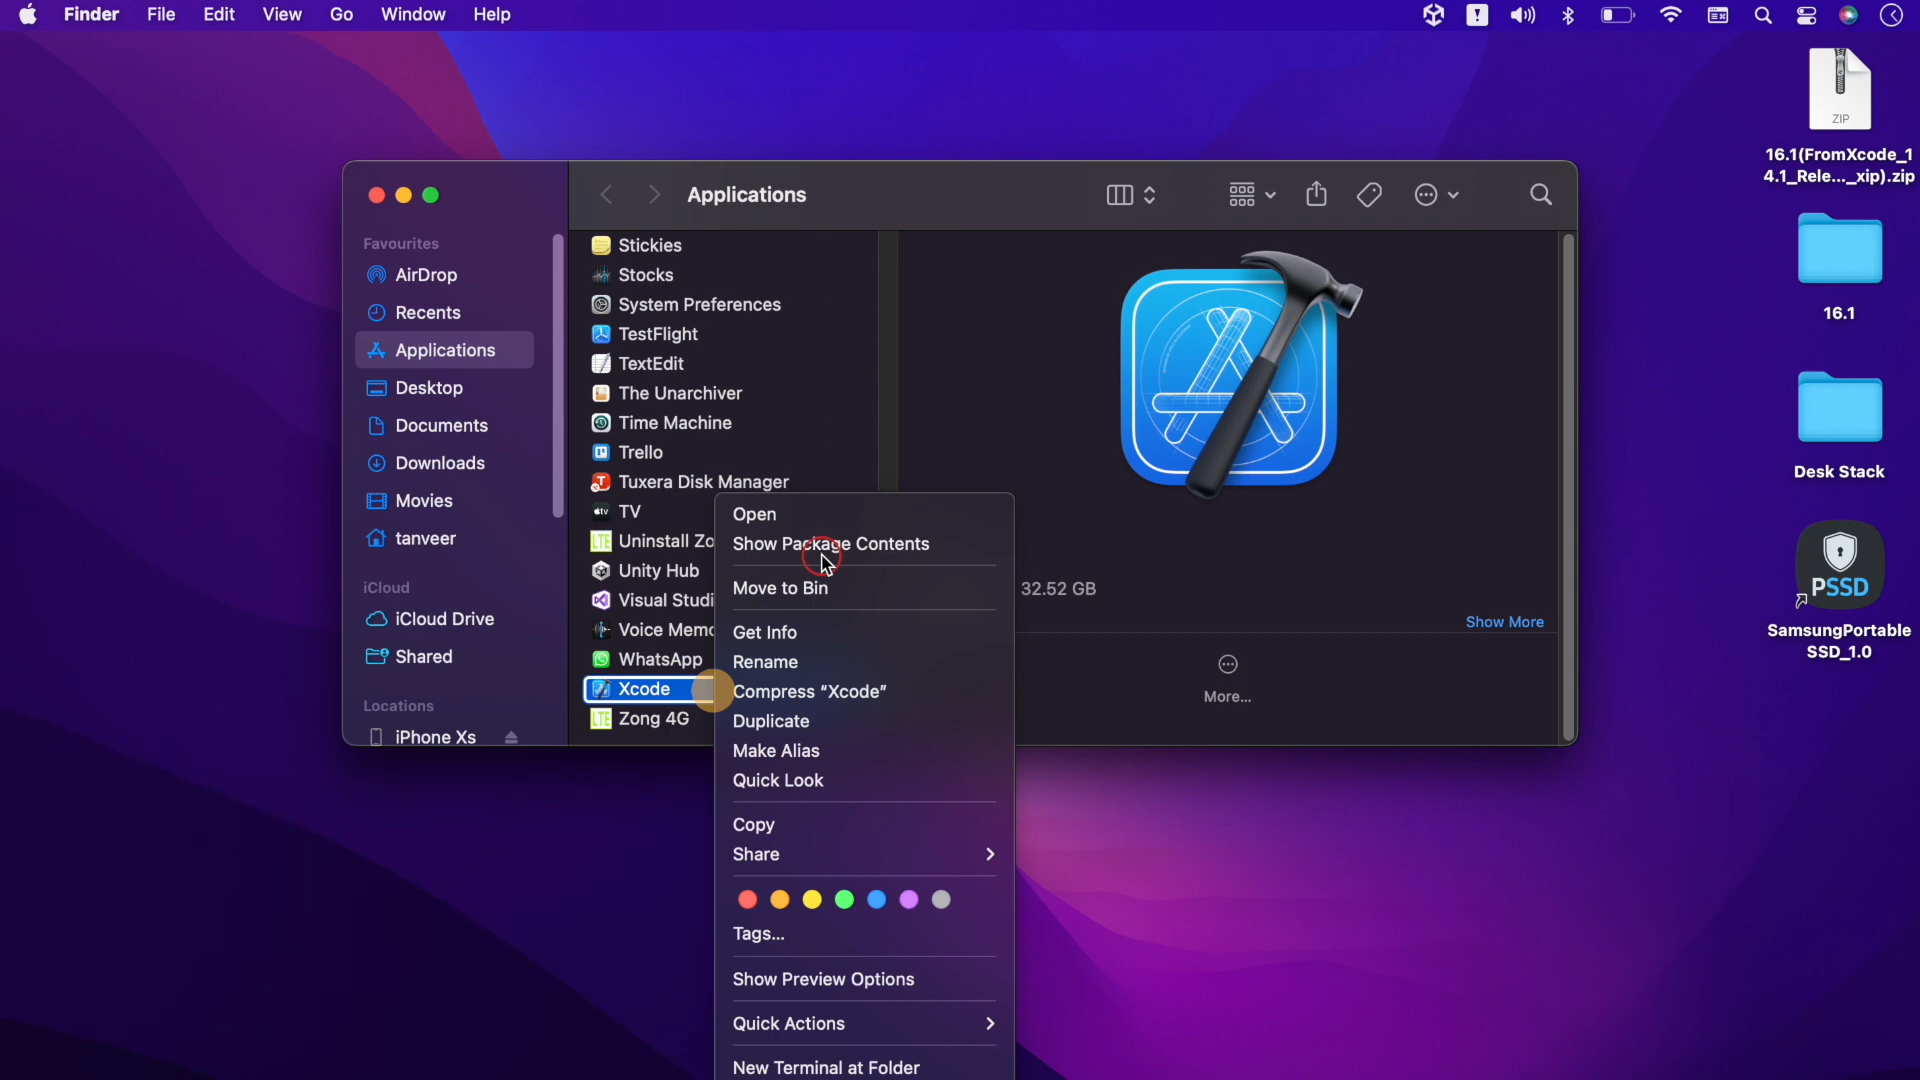 Finder File Edit View Go Window Help
ZIP
16.1(FromXcode_1
4.1_Rele..._xip).zip
16.1
Desk Stack
PSSD
SamsungPortable
SSD_1.0
Applications
Favourites
AirDrop
Recents
Applications
Desktop
Documents
Downloads
Movies
tanveer
iCloud
iCloud Drive
Shared
Locations
iPhone Xs
Stickies
Stocks
System Preferences
TestFlight
TextEdit
The Unarchiver
Time Machine
Trello
Tuxera Disk Manager
tv TV
LTE Uninstall Zo
Unity Hub
Visual Studi
Voice Memo
WhatsApp
Xcode
LTE Zong 4G
Open
Show Package Contents
Move to Bin
Get Info
Rename
Compress “Xcode”
Duplicate
Make Alias
Quick Look
Copy
Share
Tags...
Show Preview Options
Quick Actions
New Terminal at Folder
32.52 GB
Show More
More...